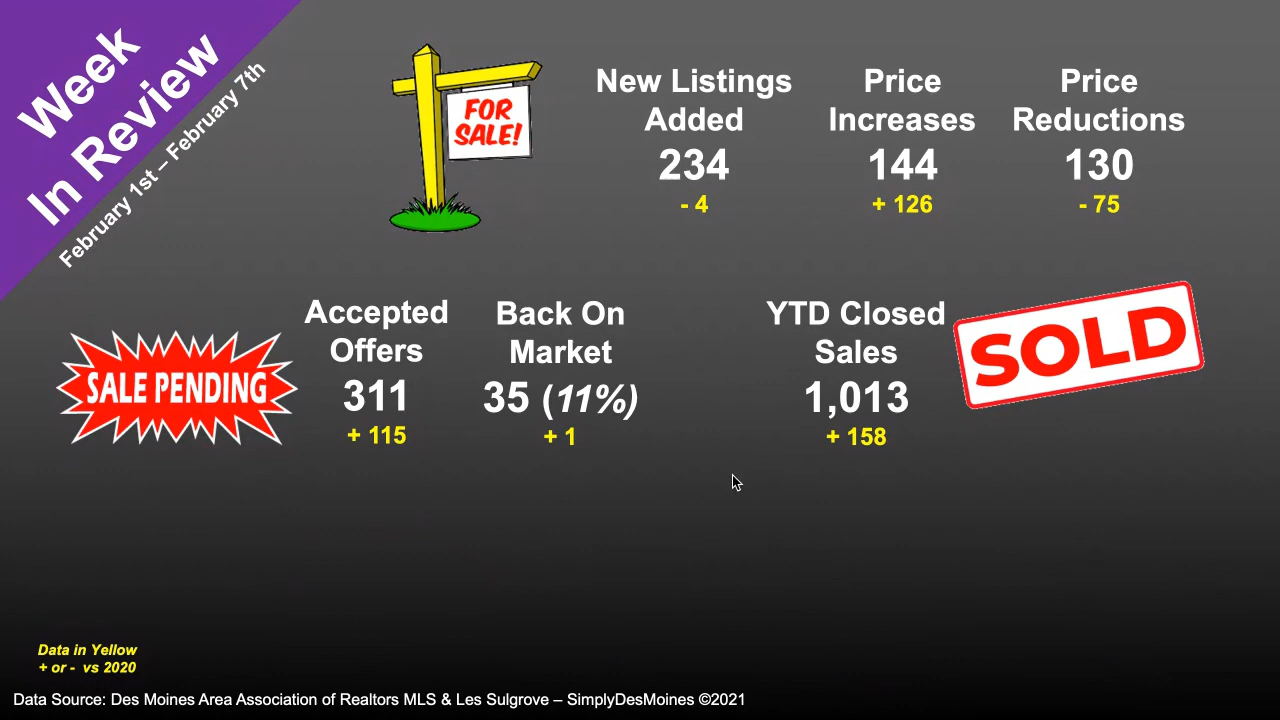 Week
In Review
February 1st – February 7th
FOR
SALE!
New Listings
Added
234
- 4
Price
Increases
144
+ 126
Price
Reductions
130
- 75
SALE PENDING
Accepted
Offers
311
+ 115
Back On
Market
35 (11%)
+ 1
YTD Closed
Sales
1,013
+ 158
SOLD
Data in Yellow
+ or - vs 2020
Data Source: Des Moines Area Association of Realtors MLS & Les Sulgrove – SimplyDesMoines ©2021